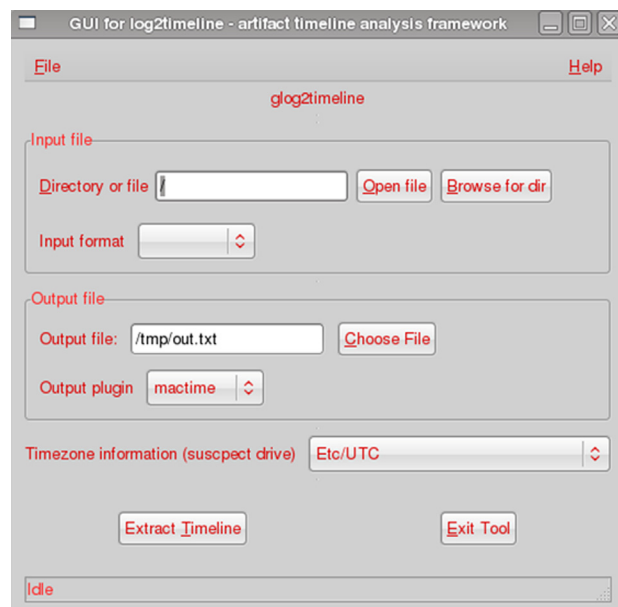 GUI for log2timeline - artifact timeline analysis framework
File Help
glog2timeline
Input file
Directory or file / Open file Browse for dir
Input format
Output file
Output file: /tmp/out.txt Choose File
Output plugin mactime
Timezone information (suscpect drive) Etc/UTC
Extract Timeline Exit Tool
Idle